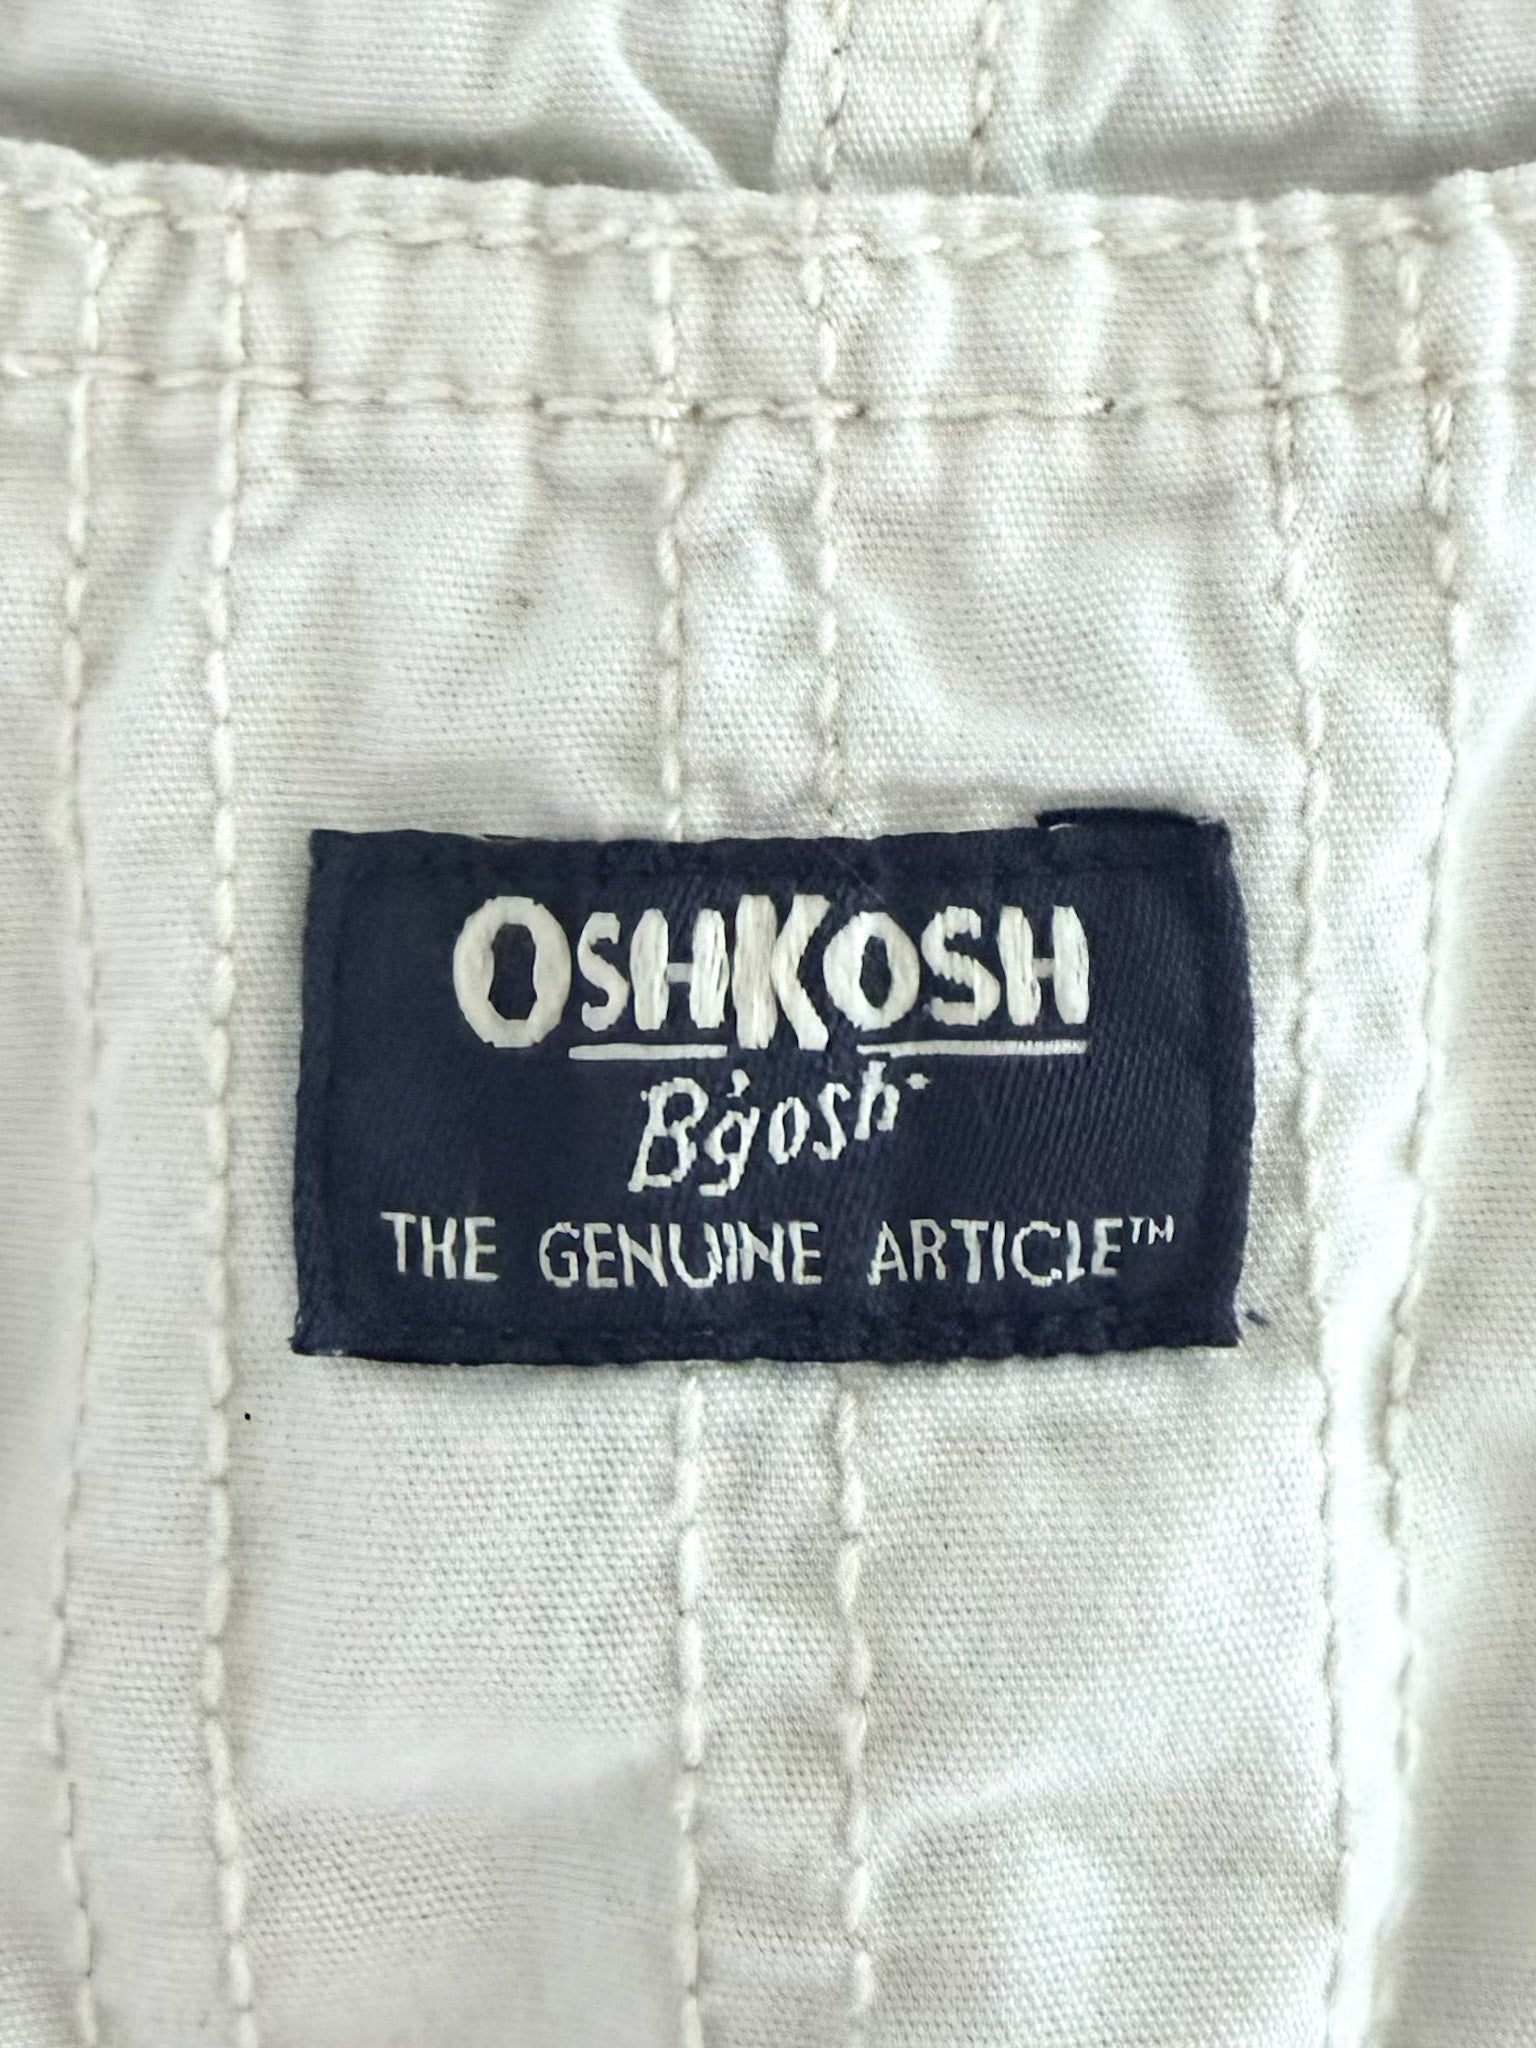 OSHKOSH
B'gosh
THE GENUINE ARTICLE™